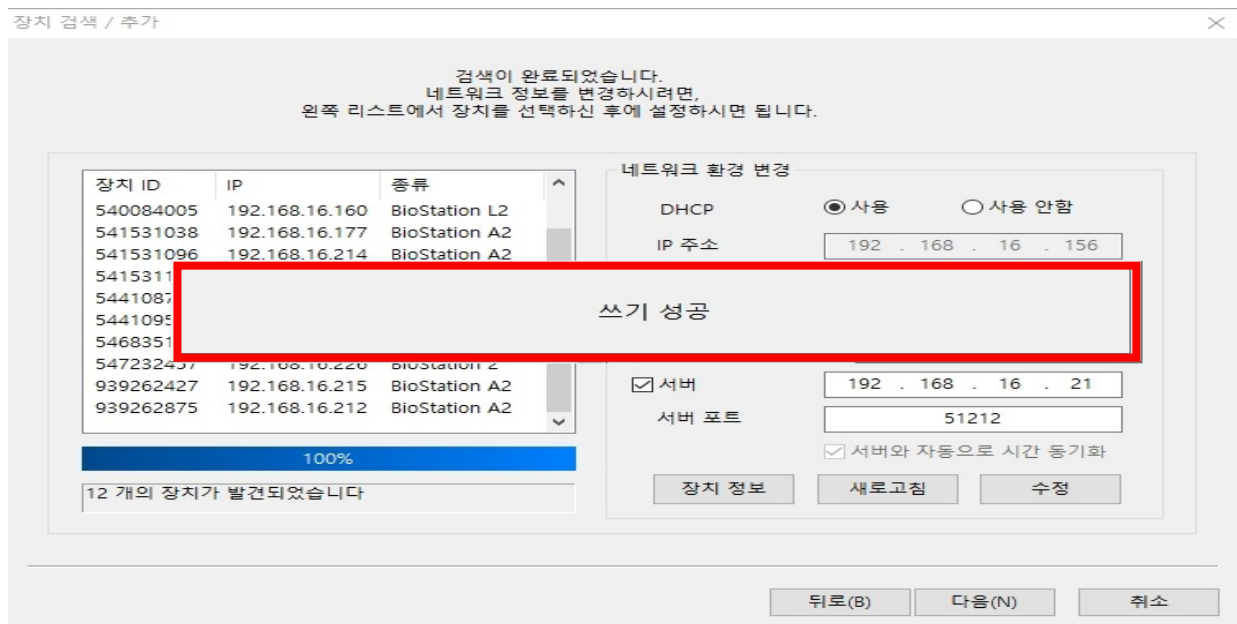 장치 검색 / 추가
검색이 완료되었습니다.
네트워크 정보를 변경하시려면,
왼쪽 리스트에서 장치를 선택하신 후에 설정하시면 됩니다.
장치 ID IP 종류
540084005 192.168.16.160 BioStation L2
541531038 192.168.16.177 BioStation A2
541531096 192.168.16.214 BioStation A2
939262427 192.168.16.215 BioStation A2
939262875 192.168.16.212 BioStation A2
100%
12 개의 장치가 발견되었습니다
네트워크 환경 변경
DHCP 사용 사용 안함
IP 주소 192 . 168 . 16 . 156
쓰기 성공
서버 192 . 168 . 16 . 21
서버 포트 51212
서버와 자동으로 시간 동기화
장치 정보 새로고침 수정
뒤로(B) 다음(N) 취소